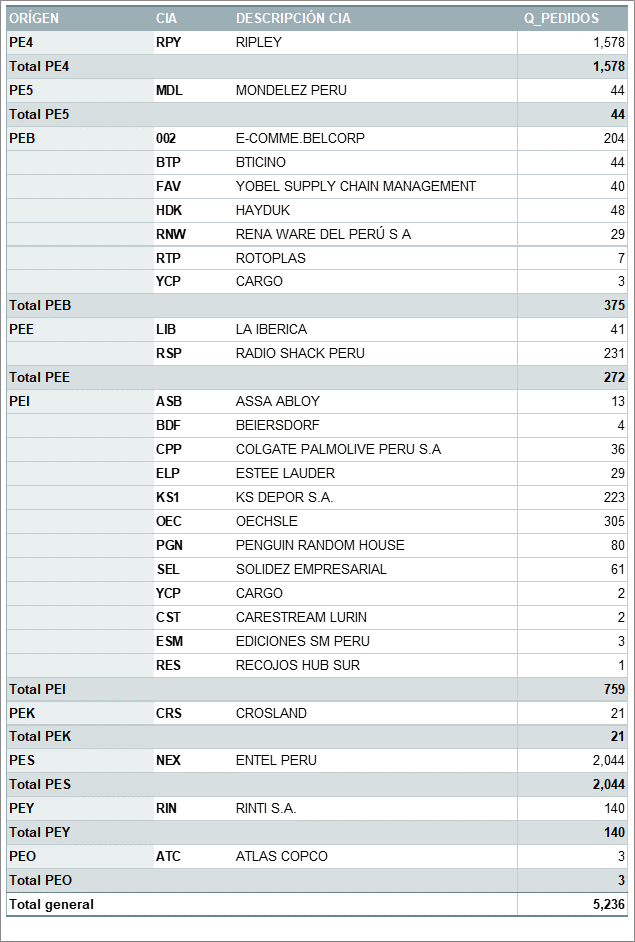 ORÍGEN CIA DESCRIPCIÓN CIA Q_PEDIDOS
PE4 RPY RIPLEY 1,578
Total PE4 1,578
PE5 MDL MONDELEZ PERU 44
Total PE5 44
PEB 002 E-COMME.BELCORP 204
BTP BTICINO 44
FAV YOBEL SUPPLY CHAIN MANAGEMENT 40
HDK HAYDUK 48
RNW RENA WARE DEL PERÚ S A 29
RTP ROTOPLAS 7
YCP CARGO 3
Total PEB 375
PEE LIB LA IBERICA 41
RSP RADIO SHACK PERU 231
Total PEE 272
PEI ASB ASSA ABLOY 13
BDF BEIERSDORF 4
CPP COLGATE PALMOLIVE PERU S.A 36
ELP ESTEE LAUDER 29
KS1 KS DEPOR S.A. 223
OEC OECHSLE 305
PGN PENGUIN RANDOM HOUSE 80
SEL SOLIDEZ EMPRESARIAL 61
YCP CARGO 2
CST CARESTREAM LURIN 2
ESM EDICIONES SM PERU 3
RES RECOJOS HUB SUR 1
Total PEI 759
PEK CRS CROSLAND 21
Total PEK 21
PES NEX ENTEL PERU 2,044
Total PES 2,044
PEY RIN RINTI S.A. 140
Total PEY 140
PEO ATC ATLAS COPCO 3
Total PEO 3
Total general 5,236